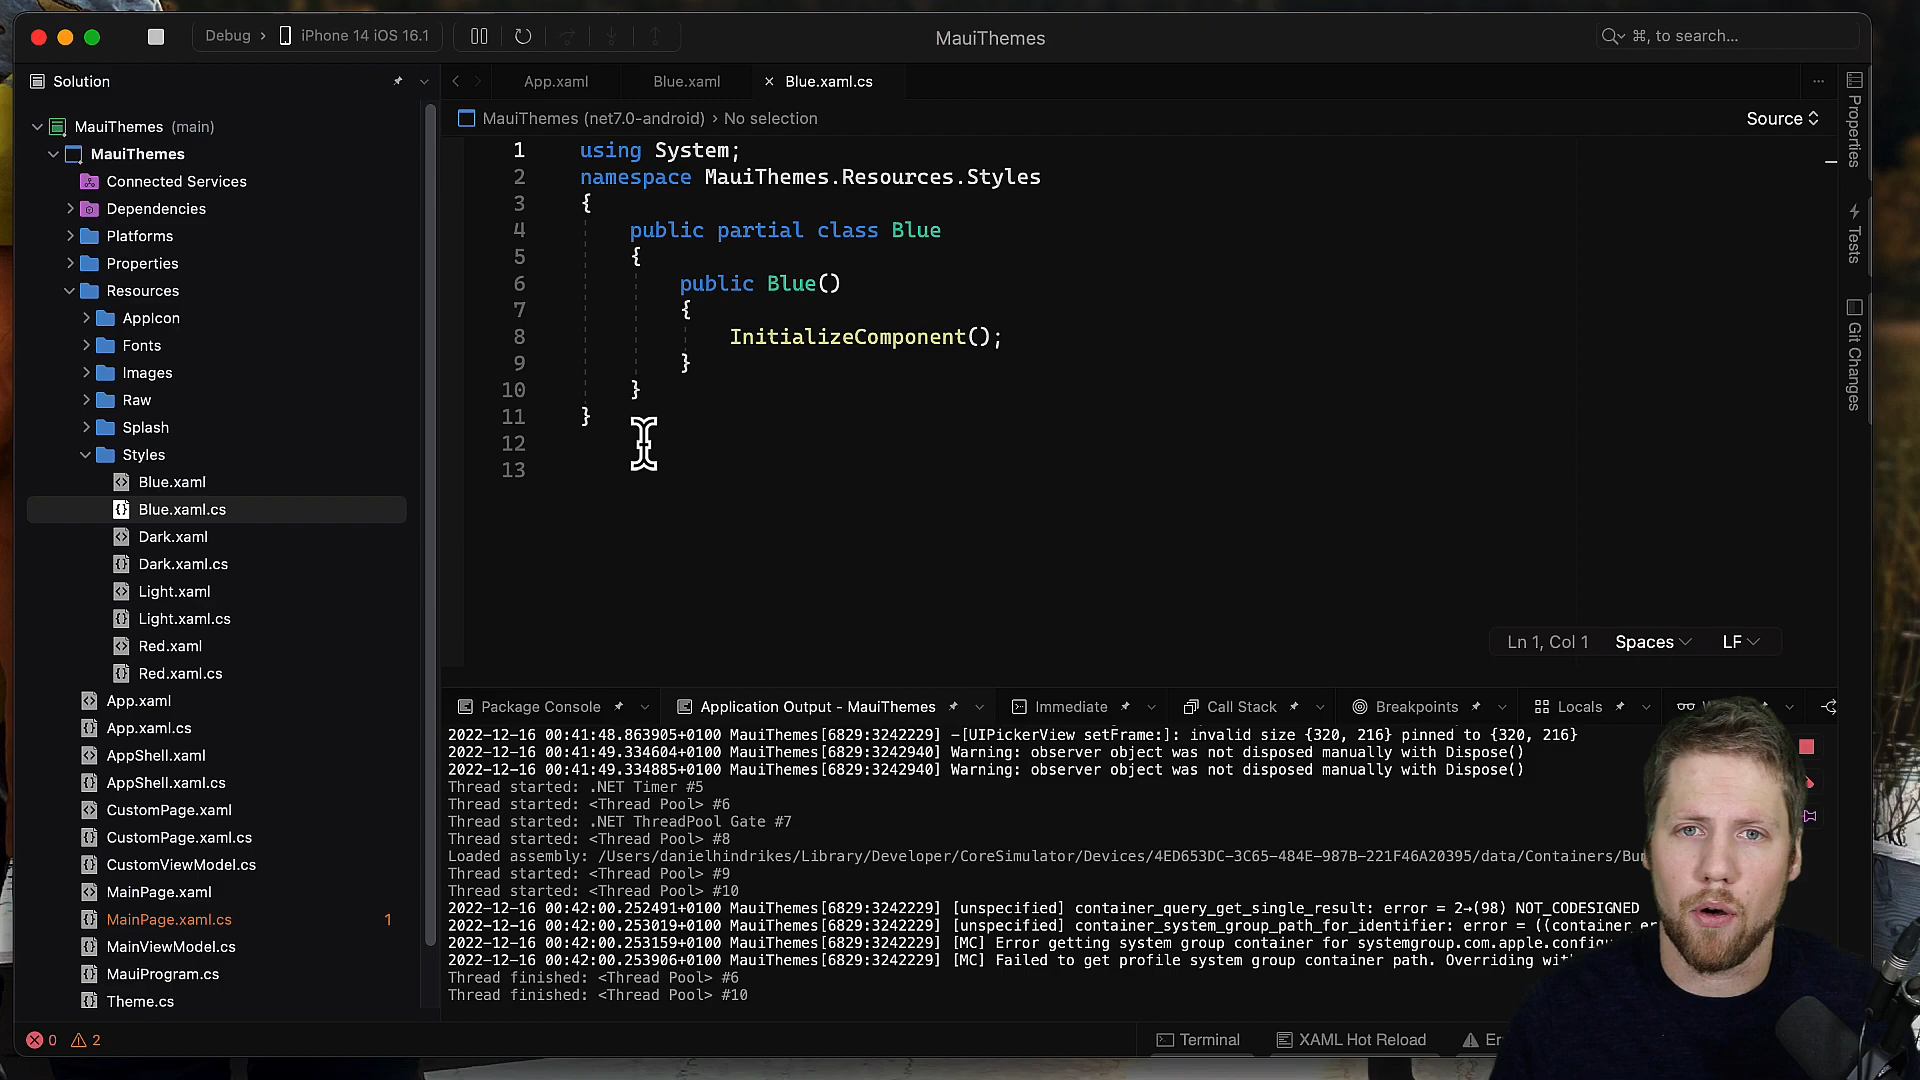 Debug › iPhone 14 iOS 16.1
MauiThemes
⌘, to search...
Solution
MauiThemes (main)
MauiThemes
Connected Services
Dependencies
Platforms
Properties
Resources
AppIcon
Fonts
Images
Raw
Splash
Styles
Blue.xaml
Blue.xaml.cs
Dark.xaml
Dark.xaml.cs
Light.xaml
Light.xaml.cs
Red.xaml
Red.xaml.cs
App.xaml
App.xaml.cs
AppShell.xaml
AppShell.xaml.cs
CustomPage.xaml
CustomPage.xaml.cs
CustomViewModel.cs
MainPage.xaml
MainPage.xaml.cs 1
MainViewModel.cs
MauiProgram.cs
Theme.cs
0 2
App.xaml Blue.xaml × Blue.xaml.cs
MauiThemes (net7.0-android) › No selection
Source
1 using System;
2 namespace MauiThemes.Resources.Styles
3 {
4 public partial class Blue
5 {
6 public Blue()
7 {
8 InitializeComponent();
9 }
10 }
11 }
12
13
Ln 1, Col 1 Spaces LF
Properties
Tests
Git Changes
Package Console Application Output - MauiThemes Immediate Call Stack Breakpoints Locals
2022-12-16 00:41:48.863905+0100 MauiThemes[6829:3242229] -[UIPickerView setFrame:]: invalid size {320, 216} pinned to {320, 216}
2022-12-16 00:41:49.334604+0100 MauiThemes[6829:3242940] Warning: observer object was not disposed manually with Dispose()
2022-12-16 00:41:49.334885+0100 MauiThemes[6829:3242940] Warning: observer object was not disposed manually with Dispose()
Thread started: .NET Timer #5
Thread started: <Thread Pool> #6
Thread started: .NET ThreadPool Gate #7
Thread started: <Thread Pool> #8
Loaded assembly: /Users/danielhindrikes/Library/Developer/CoreSimulator/Devices/4ED653DC-3C65-484E-987B-221F46A20395/data/Containers/Bu
Thread started: <Thread Pool> #9
Thread started: <Thread Pool> #10
2022-12-16 00:42:00.252491+0100 MauiThemes[6829:3242229] [unspecified] container_query_get_single_result: error = 2→(98) NOT_CODESIGNED
2022-12-16 00:42:00.253019+0100 MauiThemes[6829:3242229] [unspecified] container_system_group_path_for_identifier: error = ((container_er
2022-12-16 00:42:00.253159+0100 MauiThemes[6829:3242229] [MC] Error getting system group container for systemgroup.com.apple.configu
2022-12-16 00:42:00.253906+0100 MauiThemes[6829:3242229] [MC] Failed to get profile system group container path. Overriding wit
Thread finished: <Thread Pool> #6
Thread finished: <Thread Pool> #10
Terminal XAML Hot Reload